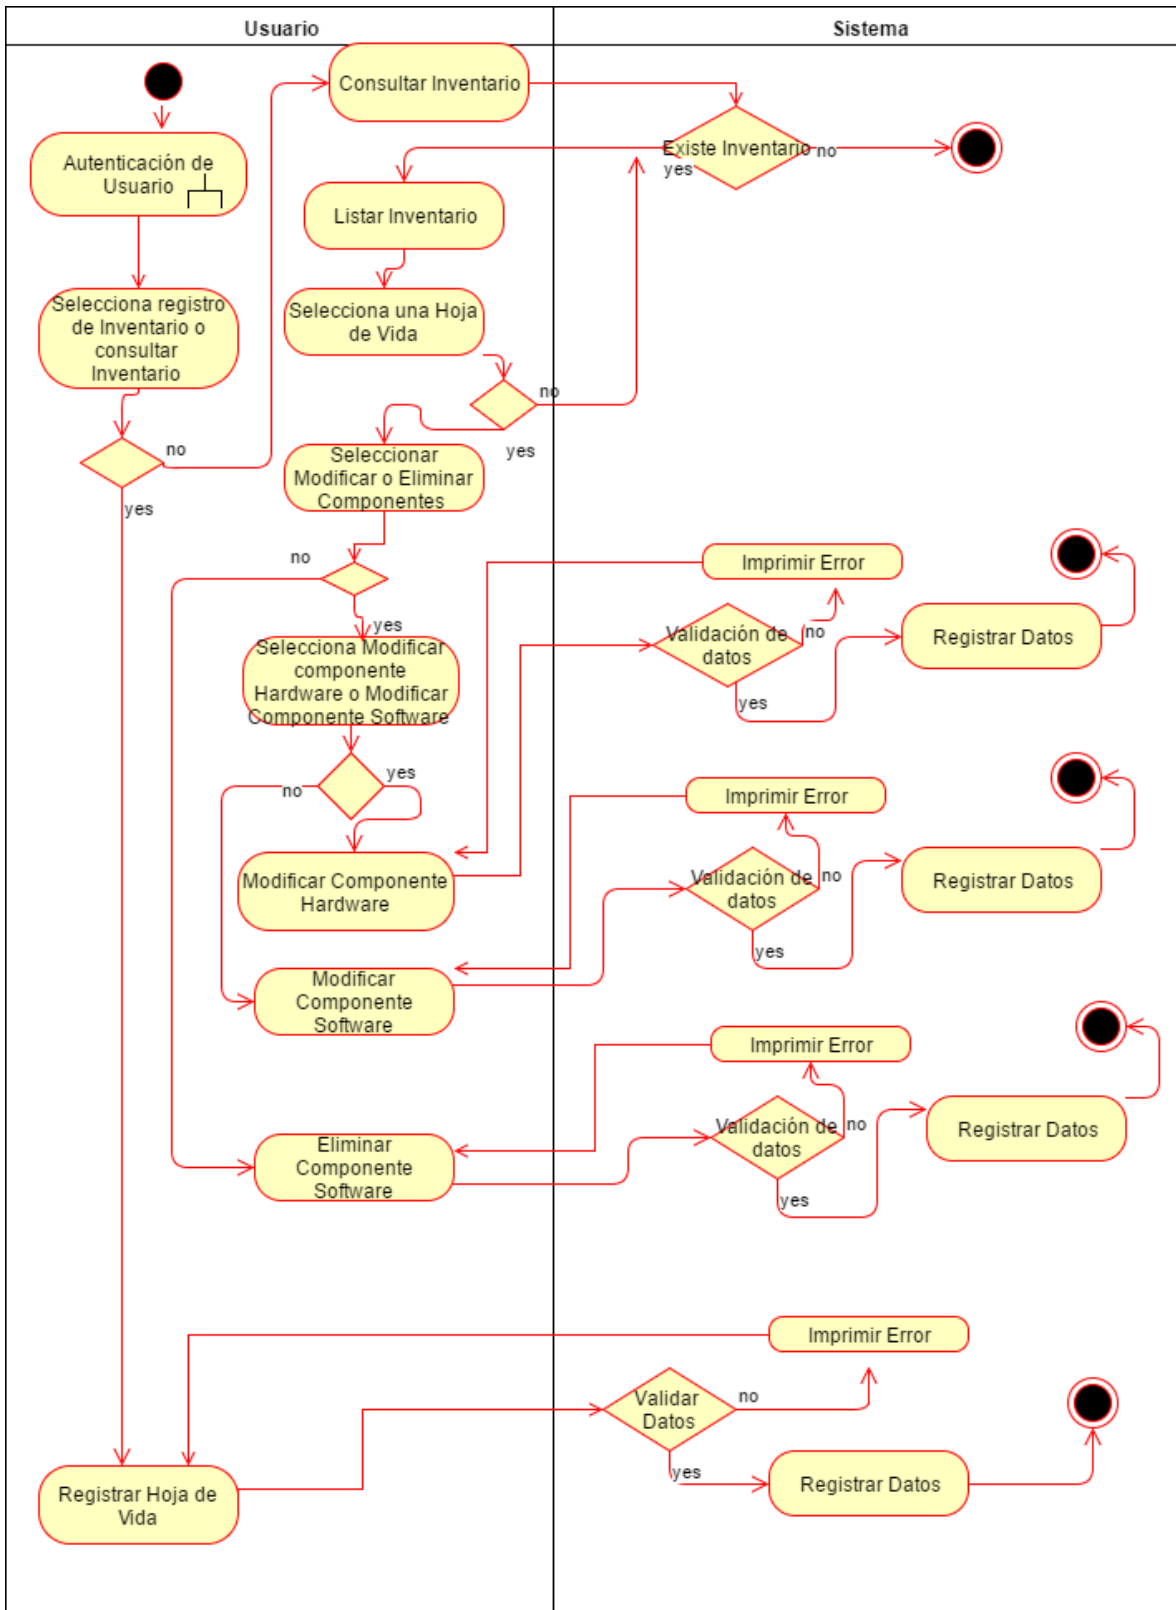 Usuario
Sistema
Consultar Inventario
Existe Inventario
no
yes
Autenticación de
Usuario
Listar Inventario
Selecciona registro
de Inventario o
consultar
Inventario
Selecciona una Hoja
de Vida
no
yes
no
yes
Seleccionar
Modificar o Eliminar
Componentes
no
yes
Imprimir Error
Validación de
datos
no
yes
Registrar Datos
Selecciona Modificar
componente
Hardware o Modificar
Componente Software
yes
no
Imprimir Error
Validación de
datos
no
yes
Registrar Datos
Modificar Componente
Hardware
Modificar
Componente
Software
Imprimir Error
Validación de
datos
no
yes
Registrar Datos
Eliminar
Componente
Software
Imprimir Error
Validar
Datos
no
yes
Registrar Datos
Registrar Hoja de
Vida